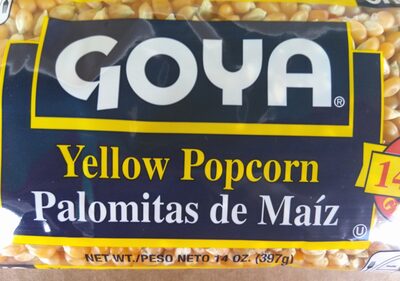 GOYA®
Yellow Popcorn
Palomitas de Maíz
U
14
NET WT./PESO NETO 14 OZ. (397g)